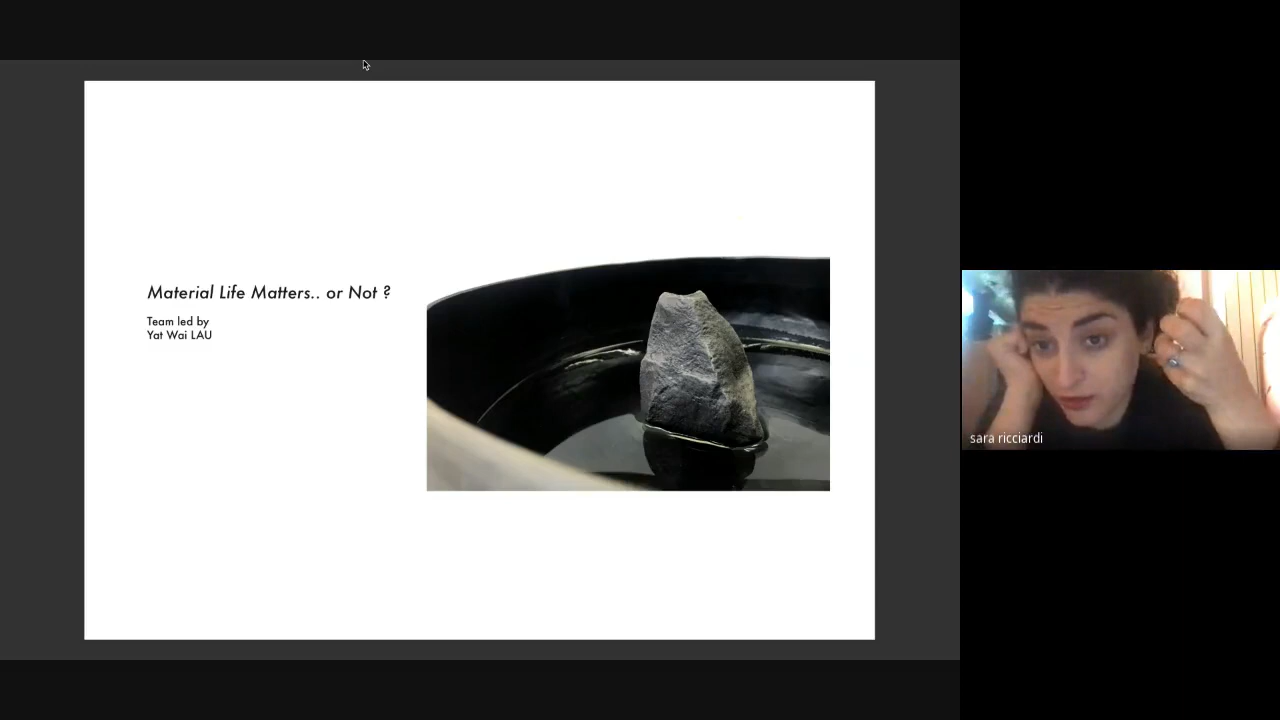 Material Life Matters.. or Not ?
Team led by
Yat Wai LAU
sara ricciardi